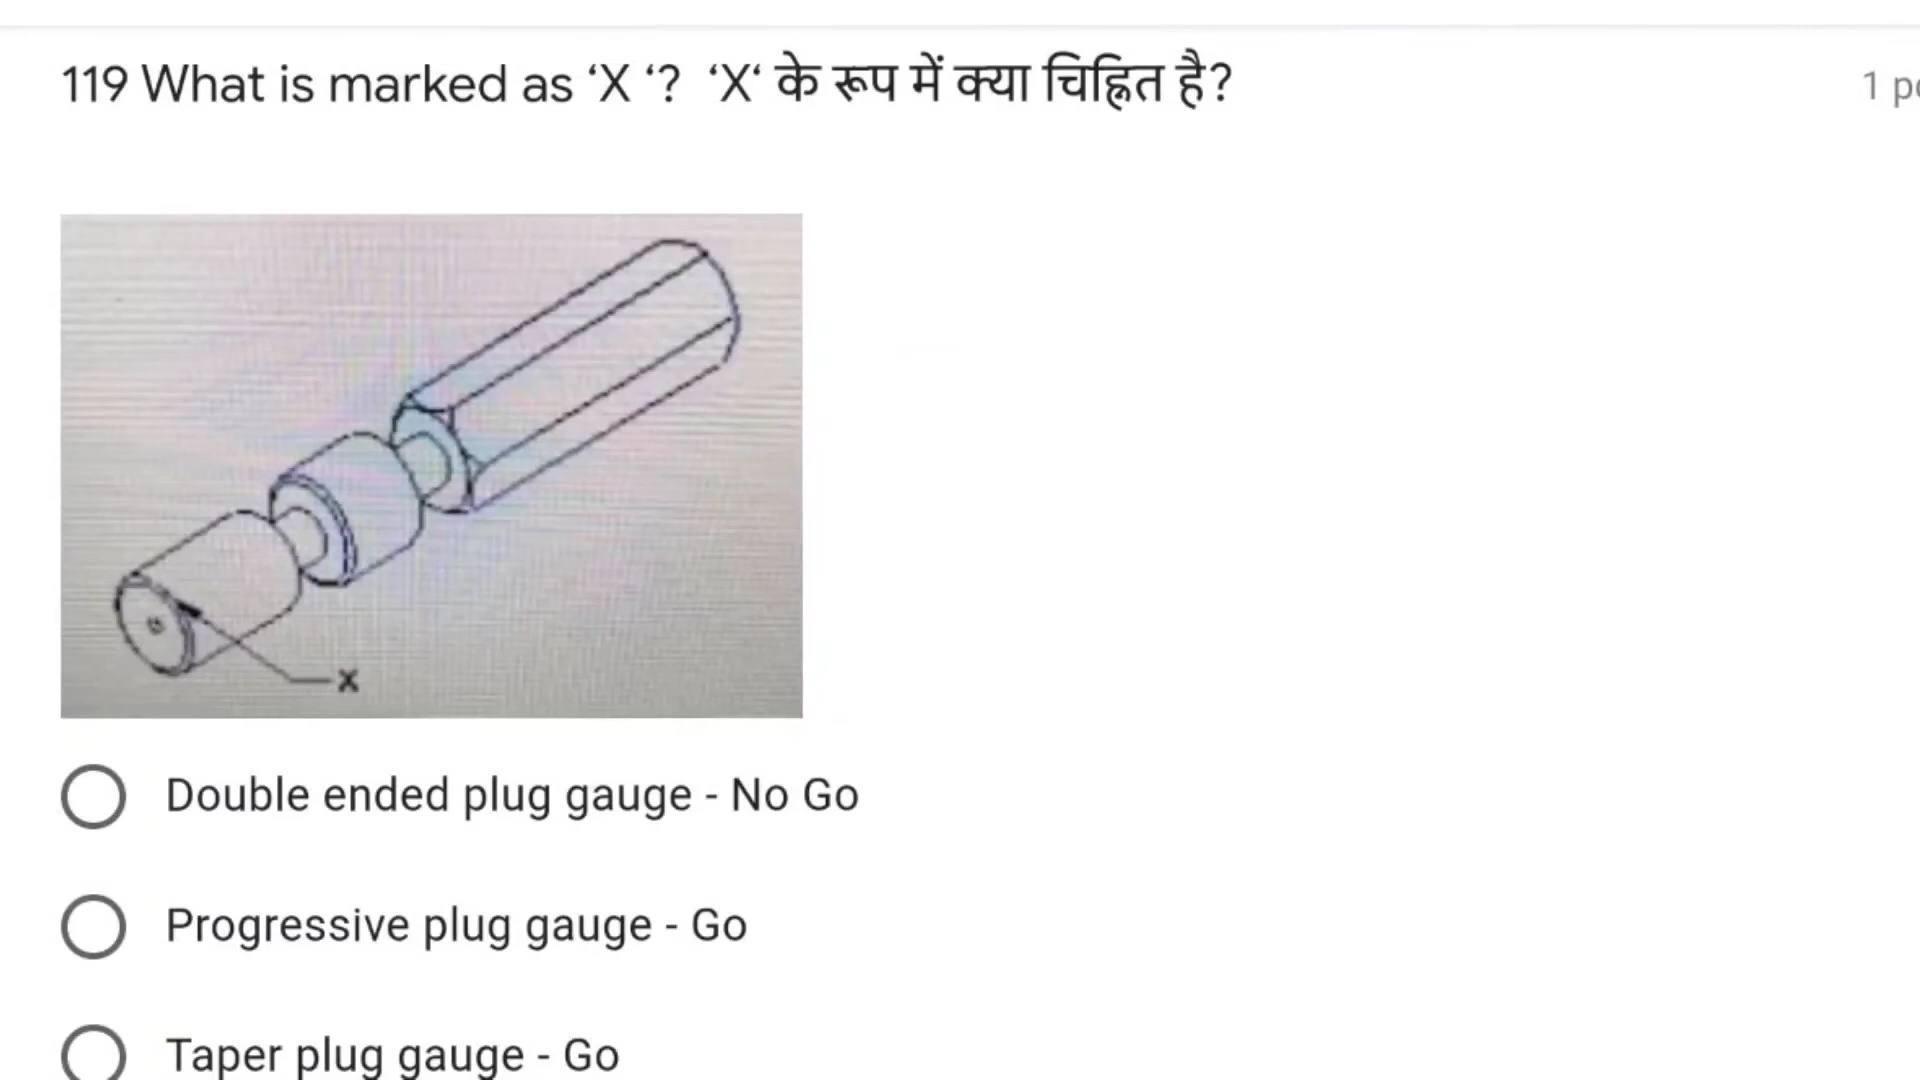 119 What is marked as ‘X ‘? ‘X‘ के रूप में क्या चिह्नित है?
1
X
Double ended plug gauge - No Go
Progressive plug gauge - Go
Taper plug gauge - Go